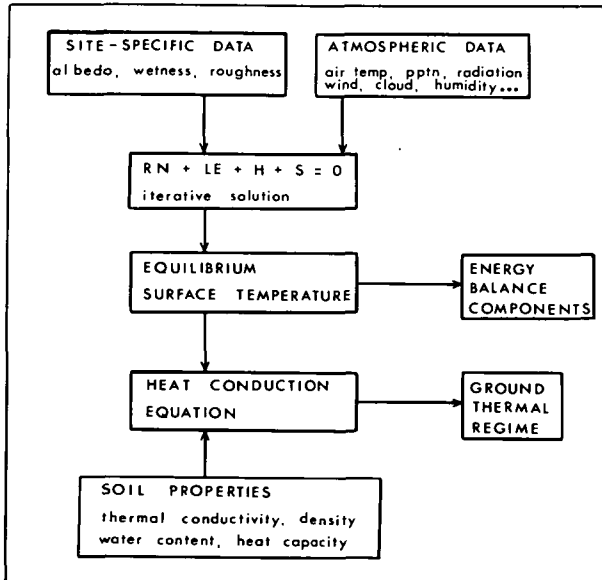 SITE-SPECIFIC DATA
albedo, wetness, roughness
ATMOSPHERIC DATA
air temp, pptn, radiation
wind, cloud, humidity...
RN + LE + H + S = 0
iterative solution
EQUILIBRIUM
SURFACE TEMPERATURE
ENERGY
BALANCE
COMPONENTS
HEAT CONDUCTION
EQUATION
GROUND
THERMAL
REGIME
SOIL PROPERTIES
thermal conductivity, density
water content, heat capacity